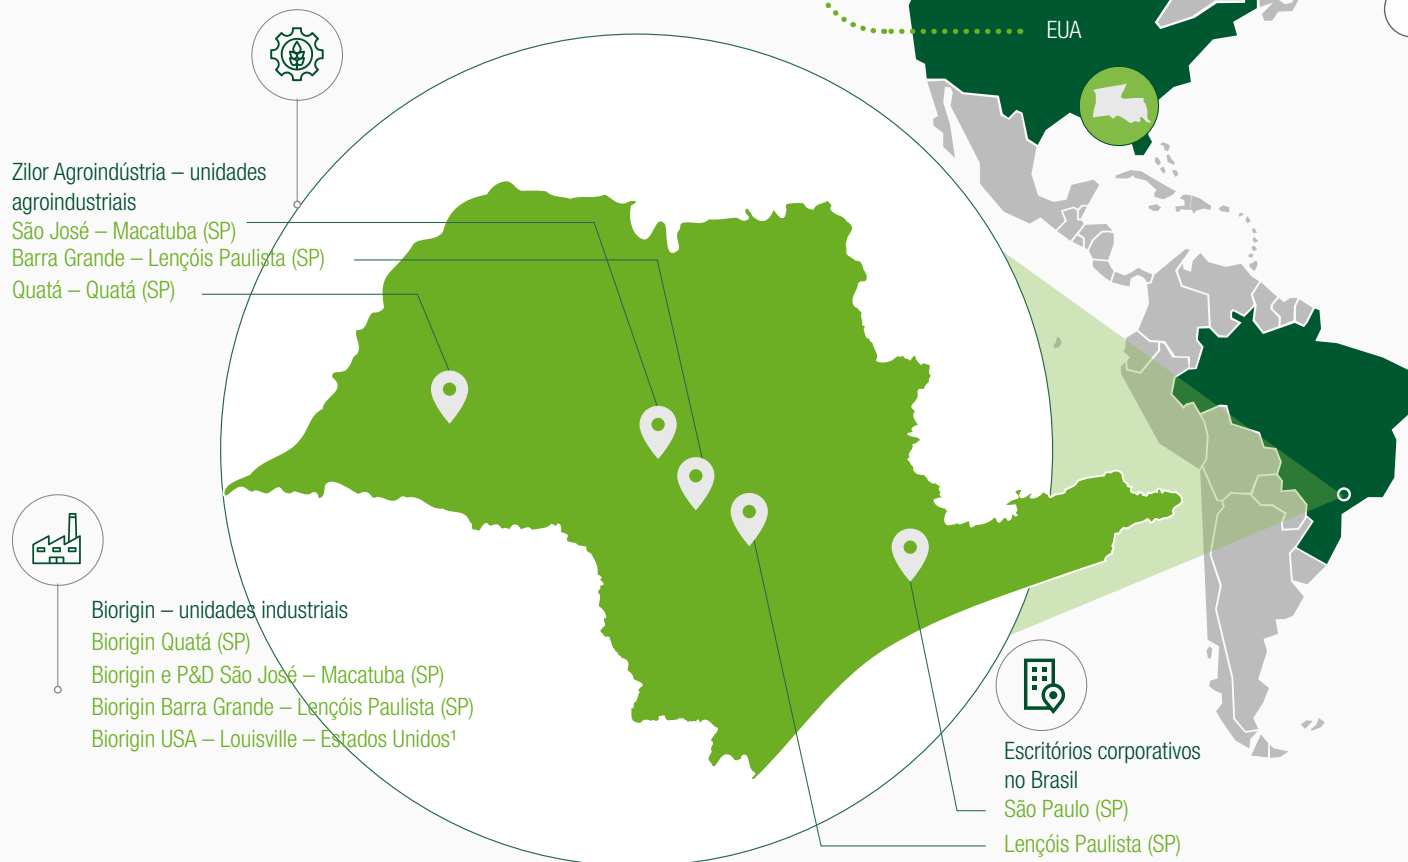 EUA
Zilor Agroindústria – unidades
agroindustriais
São José – Macatuba (SP)
Barra Grande – Lençóis Paulista (SP)
Quatá – Quatá (SP)
Biorigin – unidades industriais
Biorigin Quatá (SP)
Biorigin e P&D São José – Macatuba (SP)
Biorigin Barra Grande – Lençóis Paulista (SP)
Biorigin USA – Louisville – Estados Unidos¹
Escritórios corporativos
no Brasil
São Paulo (SP)
Lençóis Paulista (SP)